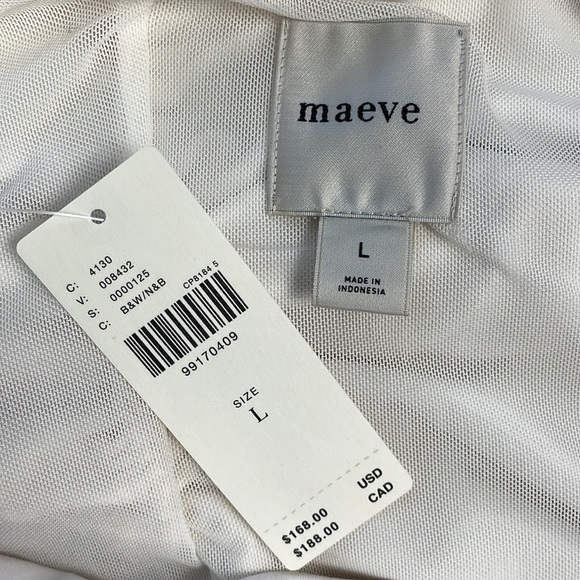 maeve
L
MADE IN
INDONESIA
C: 4130
V: 008432
S: 0000125
C: B&W/N&B
CP8184 5
99170409
SIZE
L
$168.00 USD
$188.00 CAD